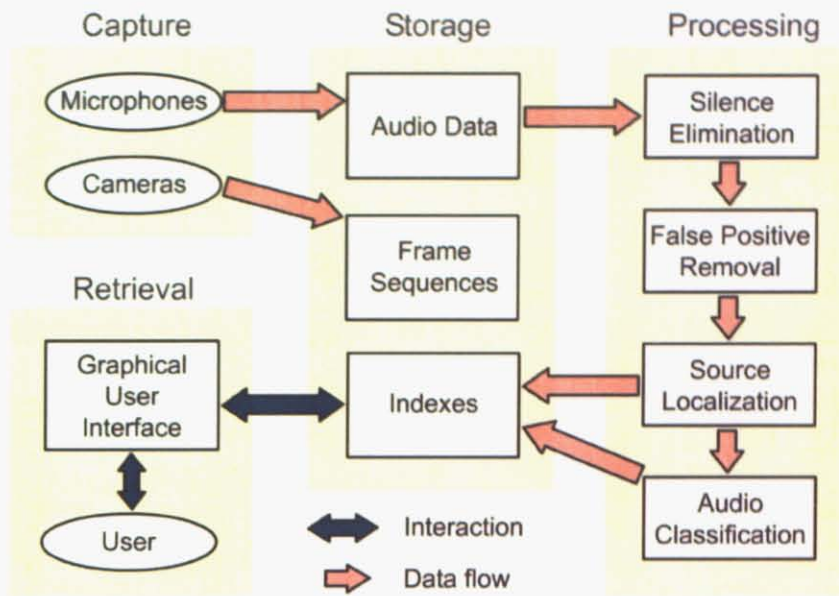 Capture
Storage
Processing
Microphones
Cameras
Audio Data
Silence
Elimination
Frame
Sequences
False Positive
Removal
Retrieval
Graphical
User
Interface
Indexes
Source
Localization
User
Audio
Classification
Interaction
Data flow